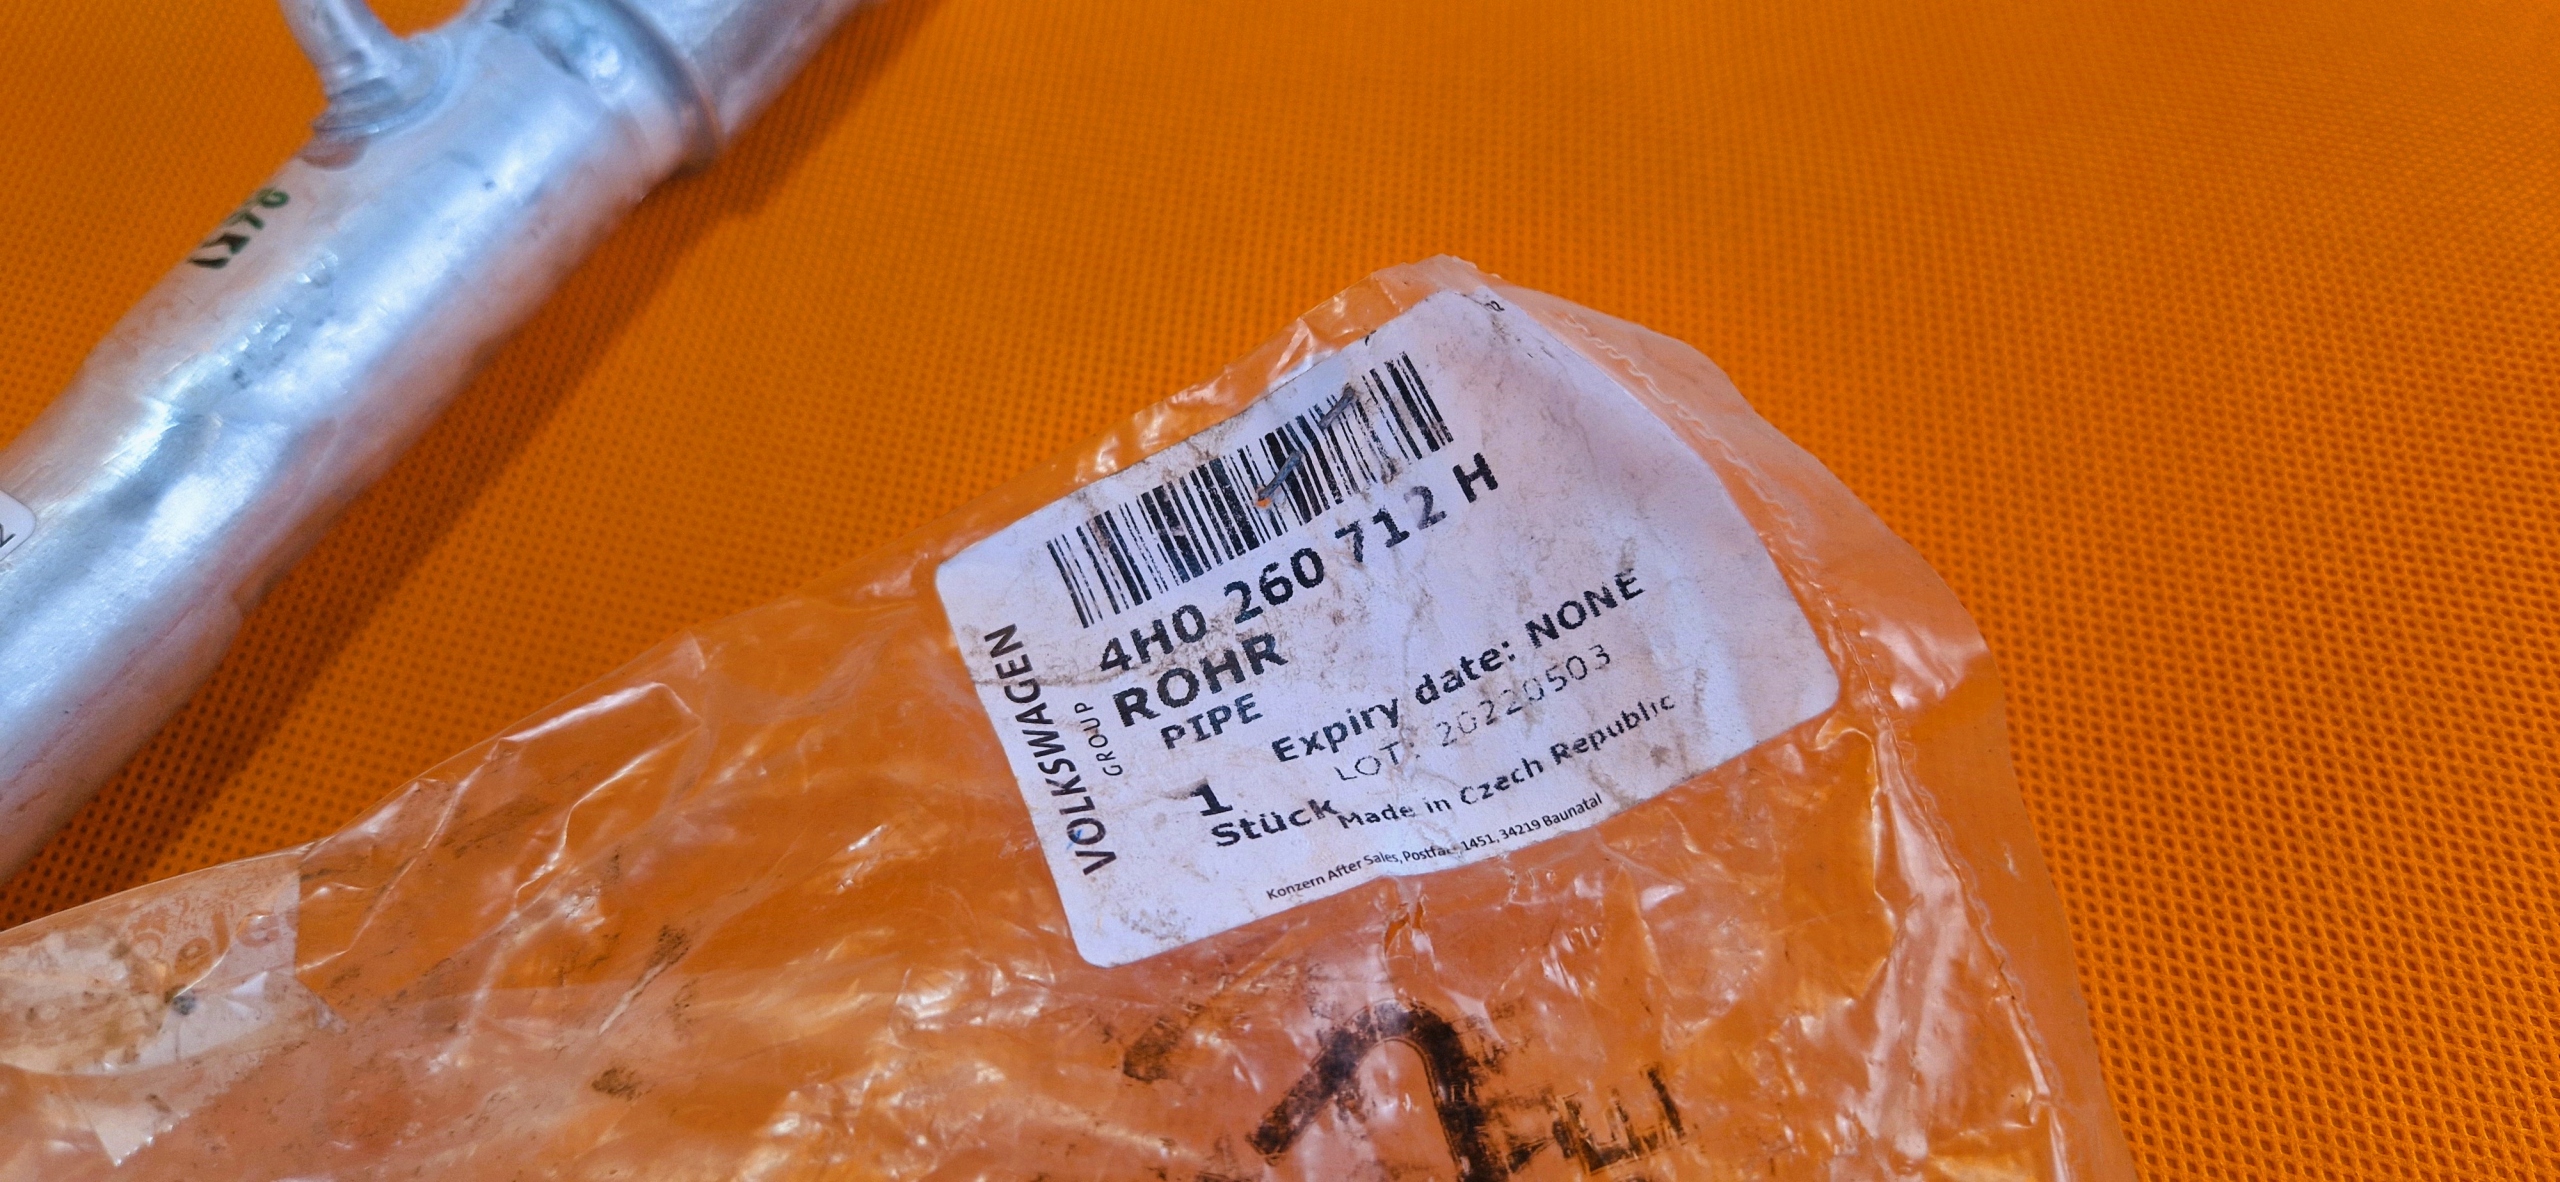 4H0 260 712 H
ROHR
PIPE
Expiry date: NONE
LOT: 20220503
1
Stück
Made in Czech Republic
Konzern After Sales, Postfach 1451, 34219 Baunatal
VOLKSWAGEN
GROUP